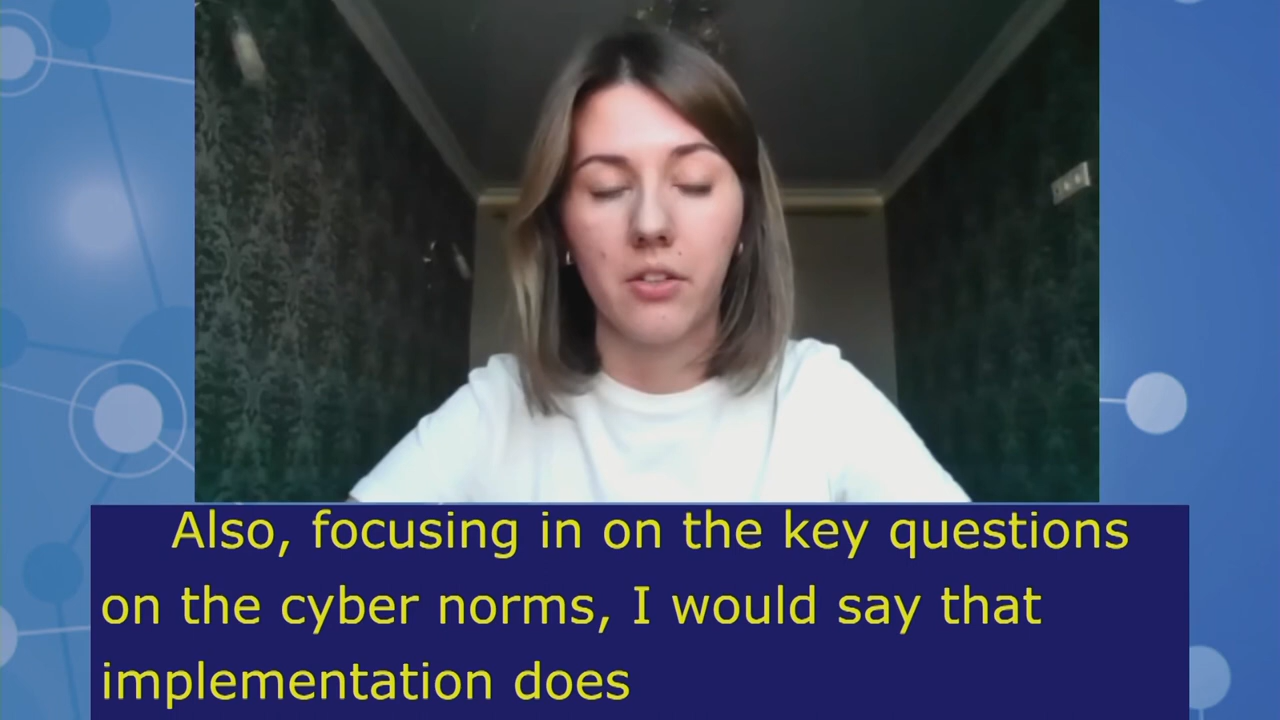 Also, focusing in on the key questions
on the cyber norms, I would say that
implementation does